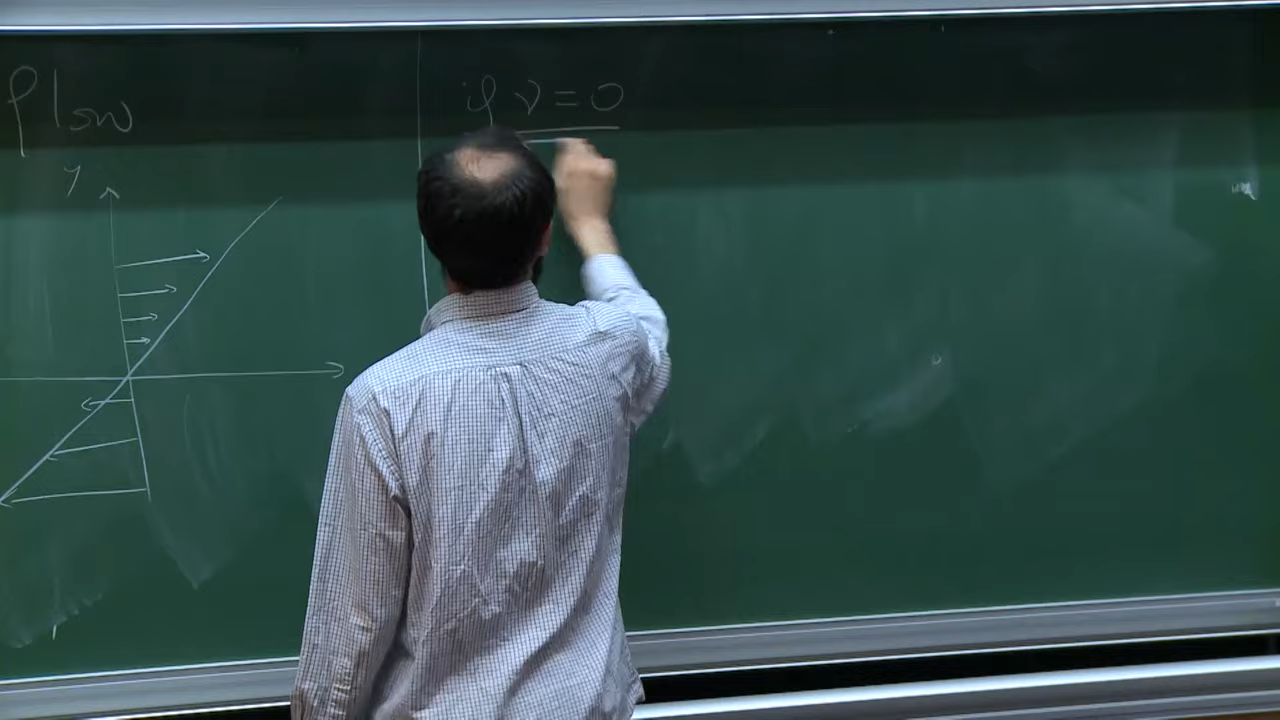 flow
y
if ν = 0